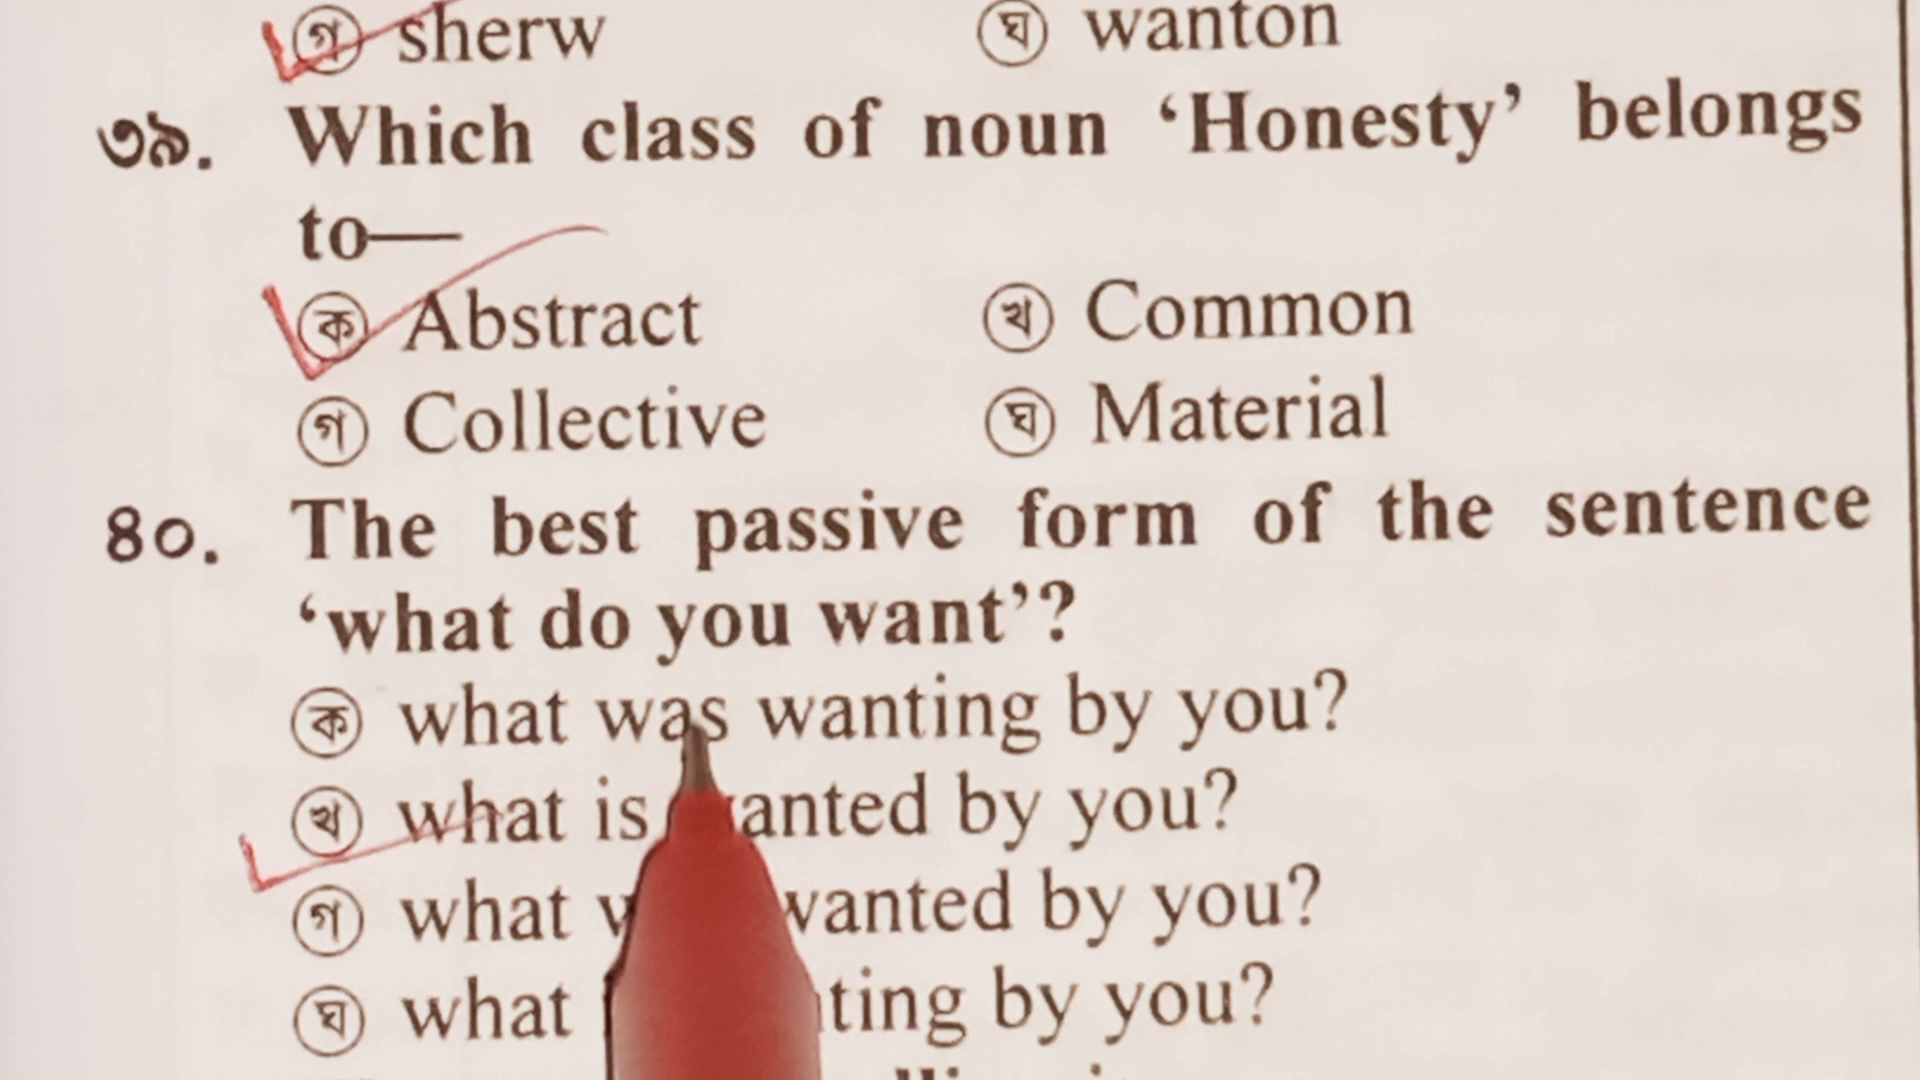 গ sherw ঘ wanton
৩৯. Which class of noun ‘Honesty’ belongs
to—
ক Abstract খ Common
গ Collective ঘ Material
৪০. The best passive form of the sentence
‘what do you want’?
ক what was wanting by you?
খ what is wanted by you?
গ what wanted by you?
ঘ what by you?